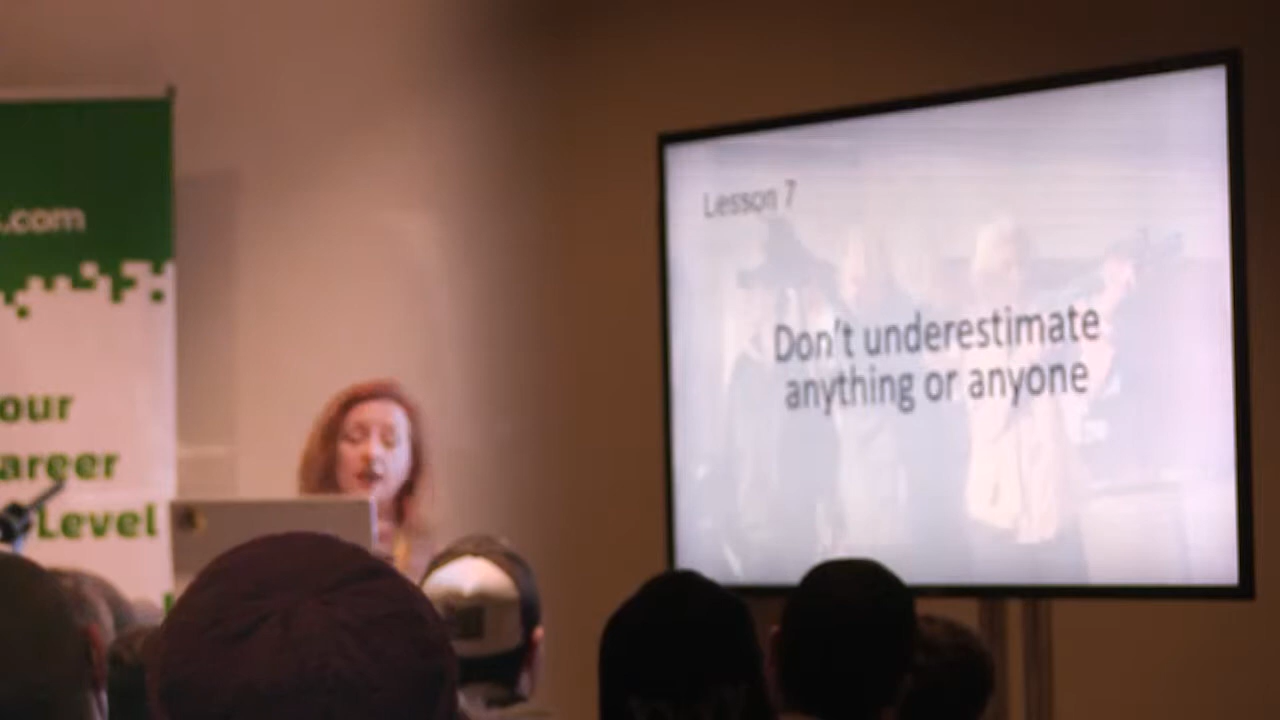 .com
our
areer
Level
Lesson 7
Don't underestimate
anything or anyone